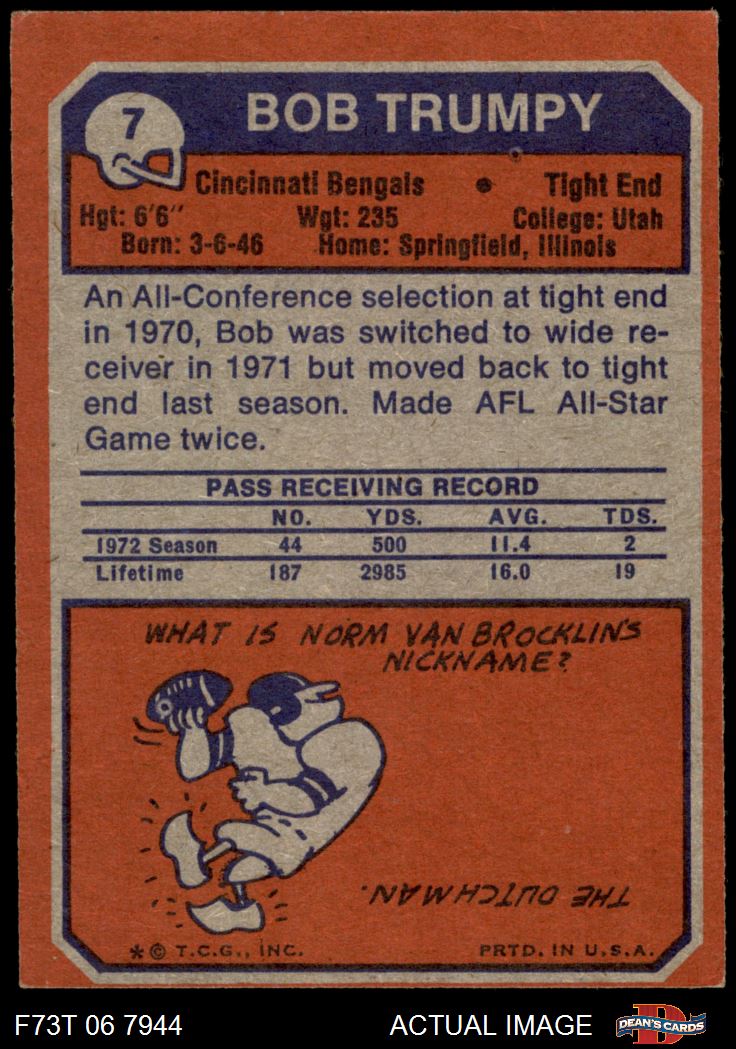 7
BOB TRUMPY
Cincinnati Bengals • Tight End
Hgt: 6'6" Wgt: 235 College: Utah
Born: 3-6-46 Home: Springfield, Illinois
An All-Conference selection at tight end
in 1970, Bob was switched to wide re-
ceiver in 1971 but moved back to tight
end last season. Made AFL All-Star
Game twice.
PASS RECEIVING RECORD
NO. YDS. AVG. TDS.
1972 Season 44 500 11.4 2
Lifetime 187 2985 16.0 19
WHAT IS NORM VAN BROCKLIN'S
NICKNAME?
THE DUTCHMAN.
* © T.C.G., INC. PRTD. IN U.S.A.
F73T 06 7944 ACTUAL IMAGE D DEAN'S CARDS